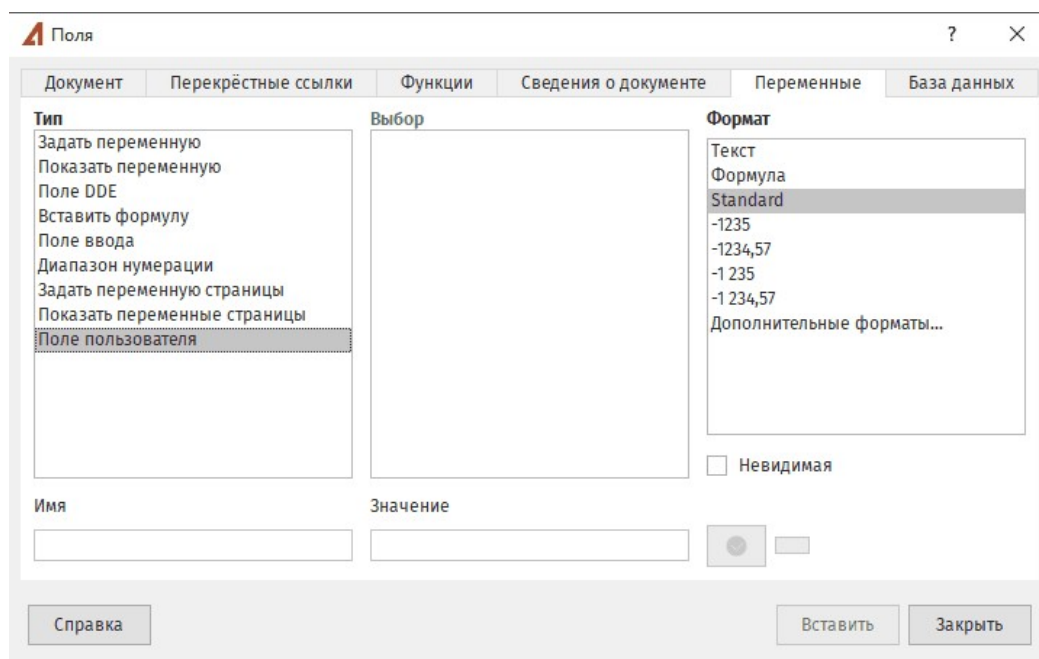 Поля
?
Документ
Перекрёстные ссылки
Функции
Сведения о документе
Переменные
База данных
Тип
Задать переменную
Показать переменную
Поле DDE
Вставить формулу
Поле ввода
Диапазон нумерации
Задать переменную страницы
Показать переменные страницы
Поле пользователя
Выбор
Формат
Текст
Формула
Standard
-1235
-1234,57
-1 235
-1 234,57
Дополнительные форматы...
Невидимая
Имя
Значение
Справка
Вставить
Закрыть